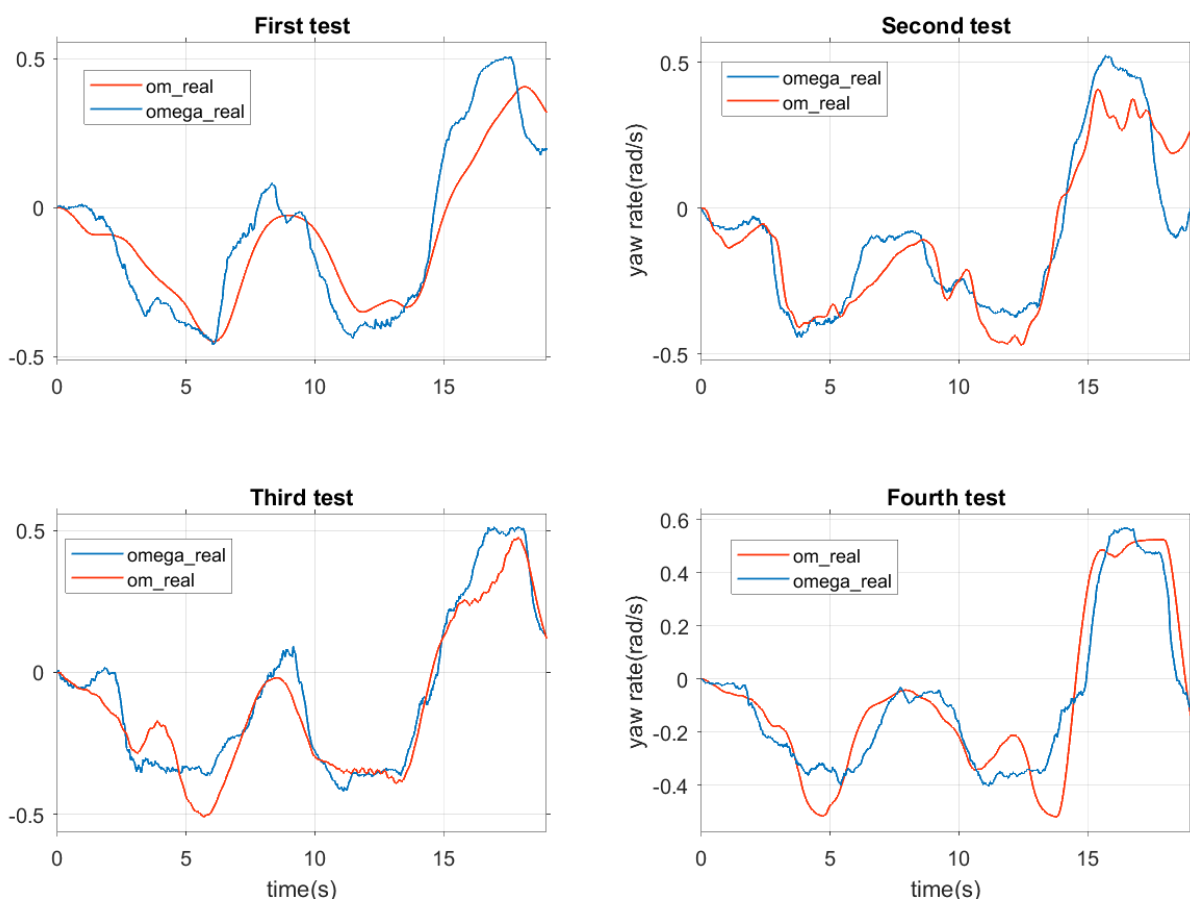 First test
0.5
om_real
omega_real
0
-0.5
0 5 10 15
Second test
0.5
omega_real
om_real
yaw rate(rad/s)
0
-0.5
0 5 10 15
Third test
0.5
omega_real
om_real
0
-0.5
0 5 10 15
time(s)
Fourth test
0.6
om_real
omega_real
0.4
0.2
yaw rate(rad/s)
0
-0.2
-0.4
0 5 10 15
time(s)